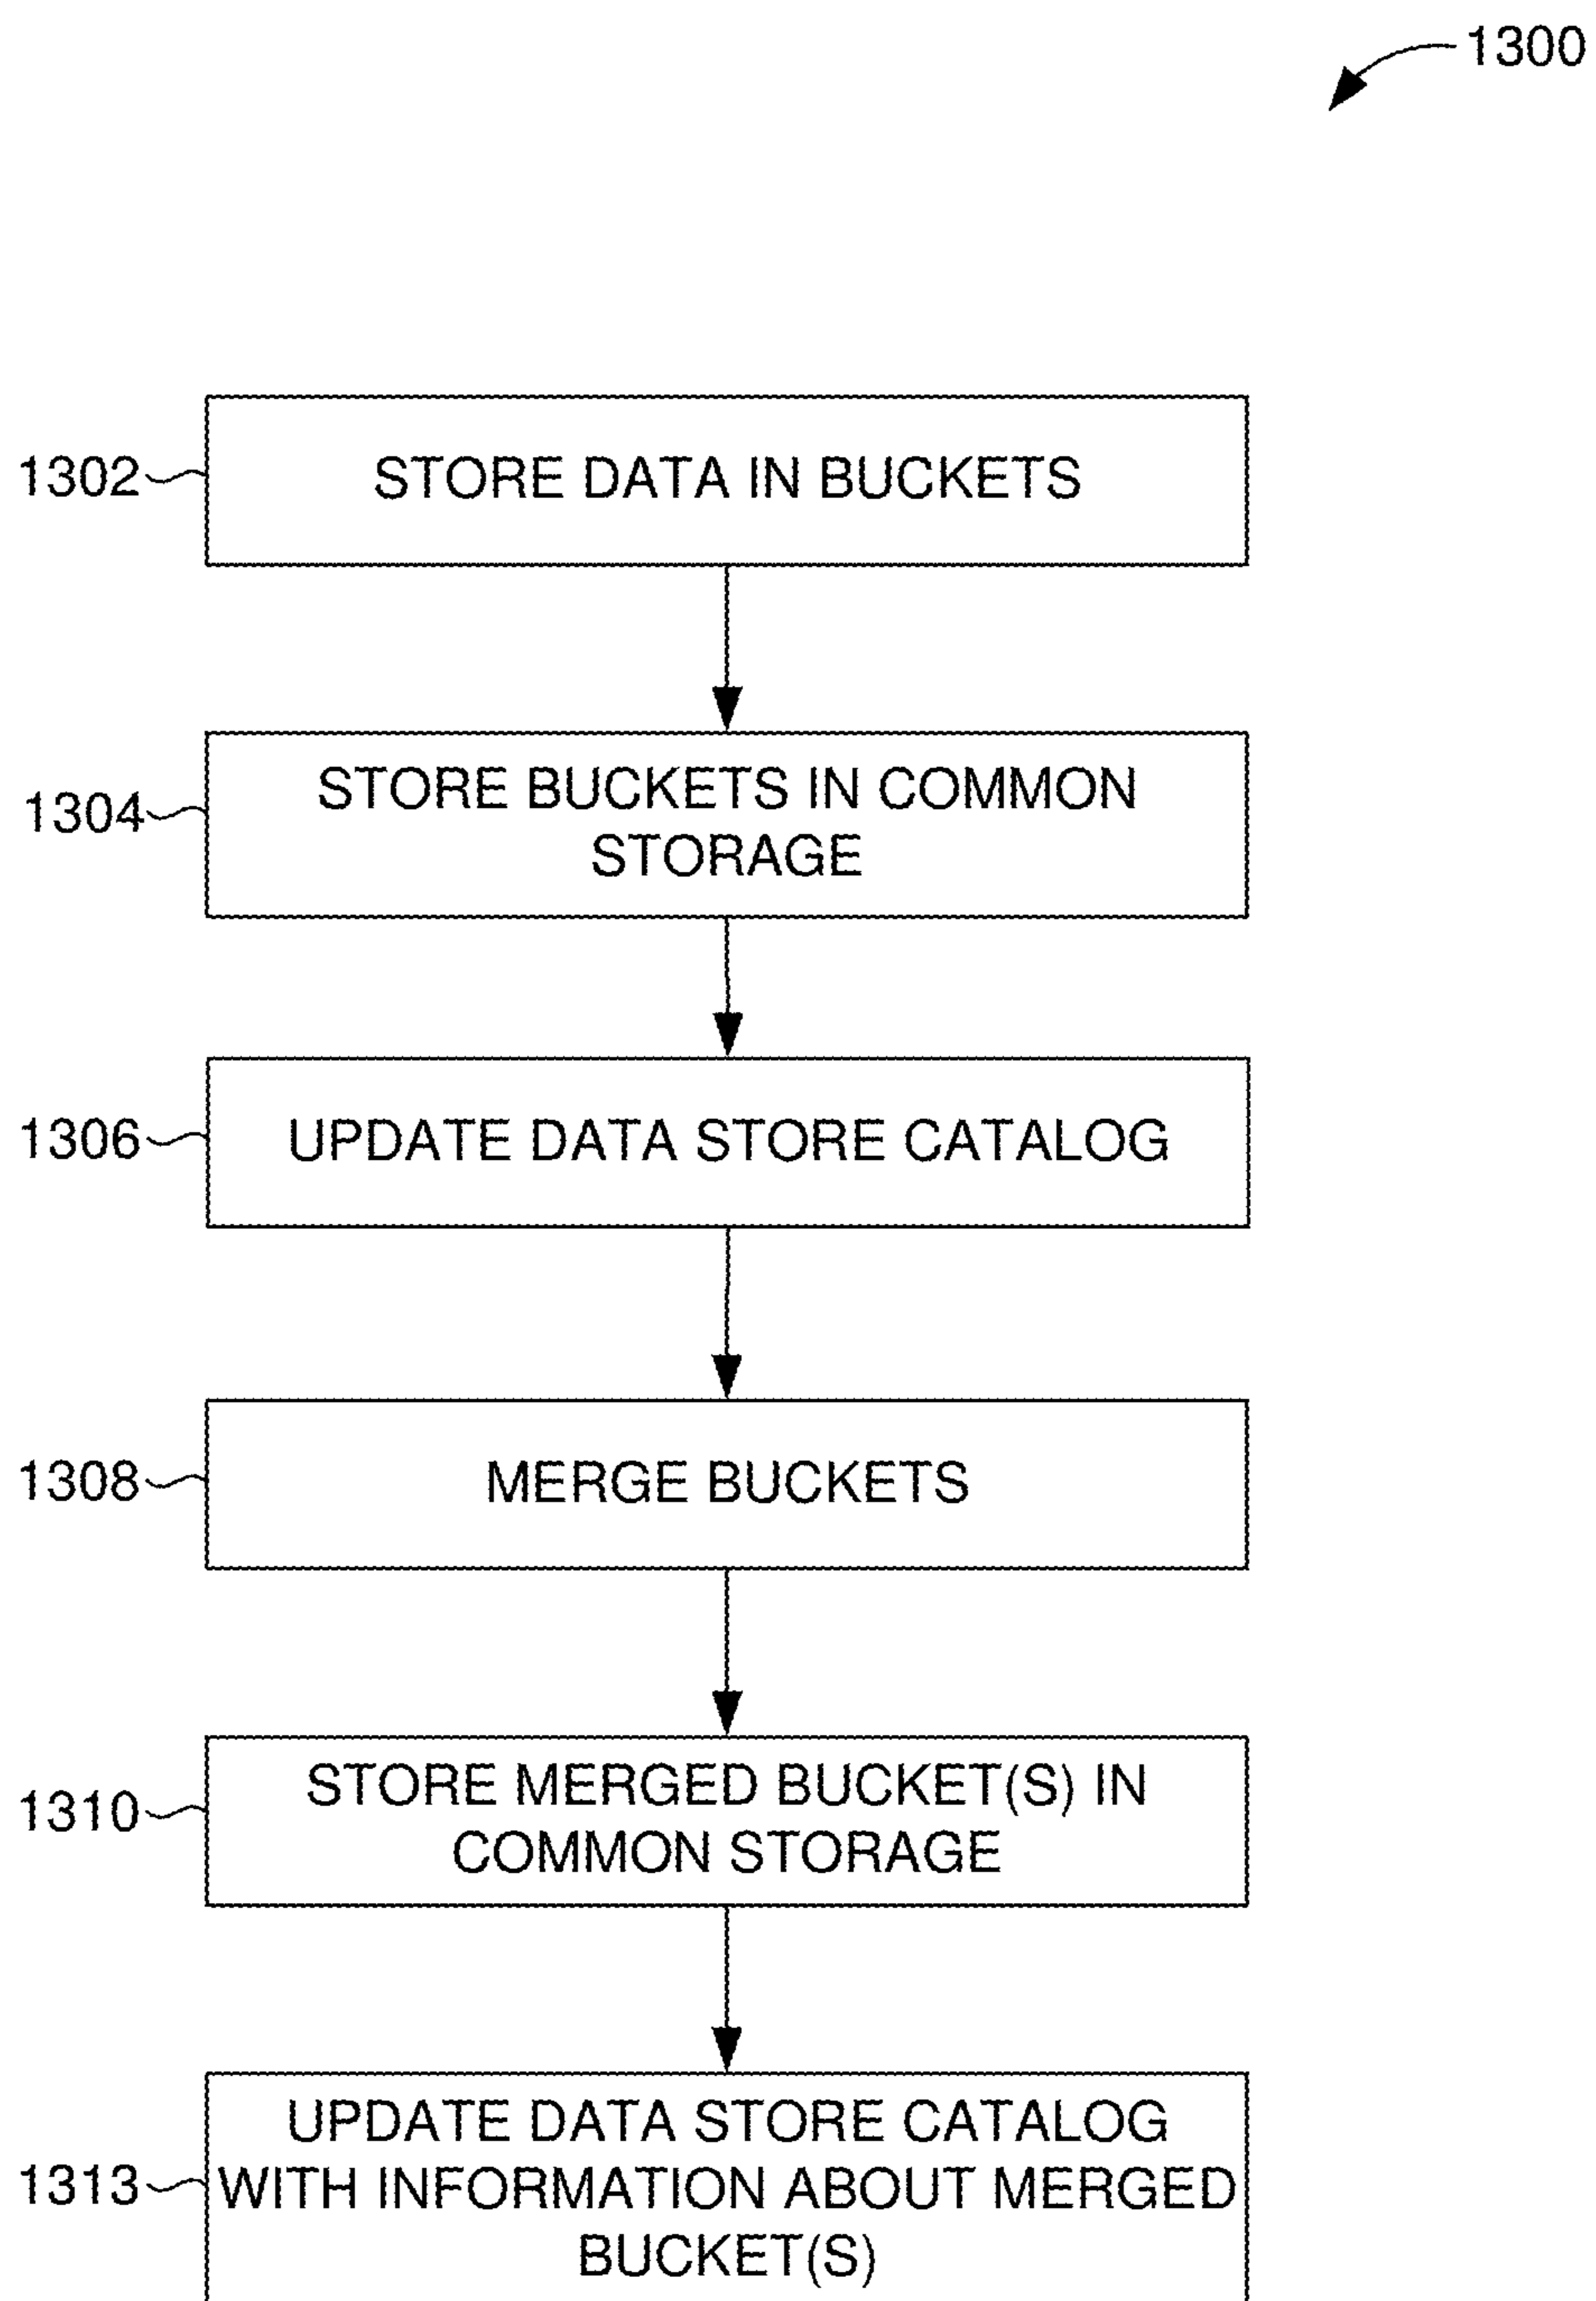 1300
1302
STORE DATA IN BUCKETS
1304
STORE BUCKETS IN COMMON
STORAGE
1306
UPDATE DATA STORE CATALOG
1308
MERGE BUCKETS
1310
STORE MERGED BUCKET(S) IN
COMMON STORAGE
1313
UPDATE DATA STORE CATALOG
WITH INFORMATION ABOUT MERGED
BUCKET(S)